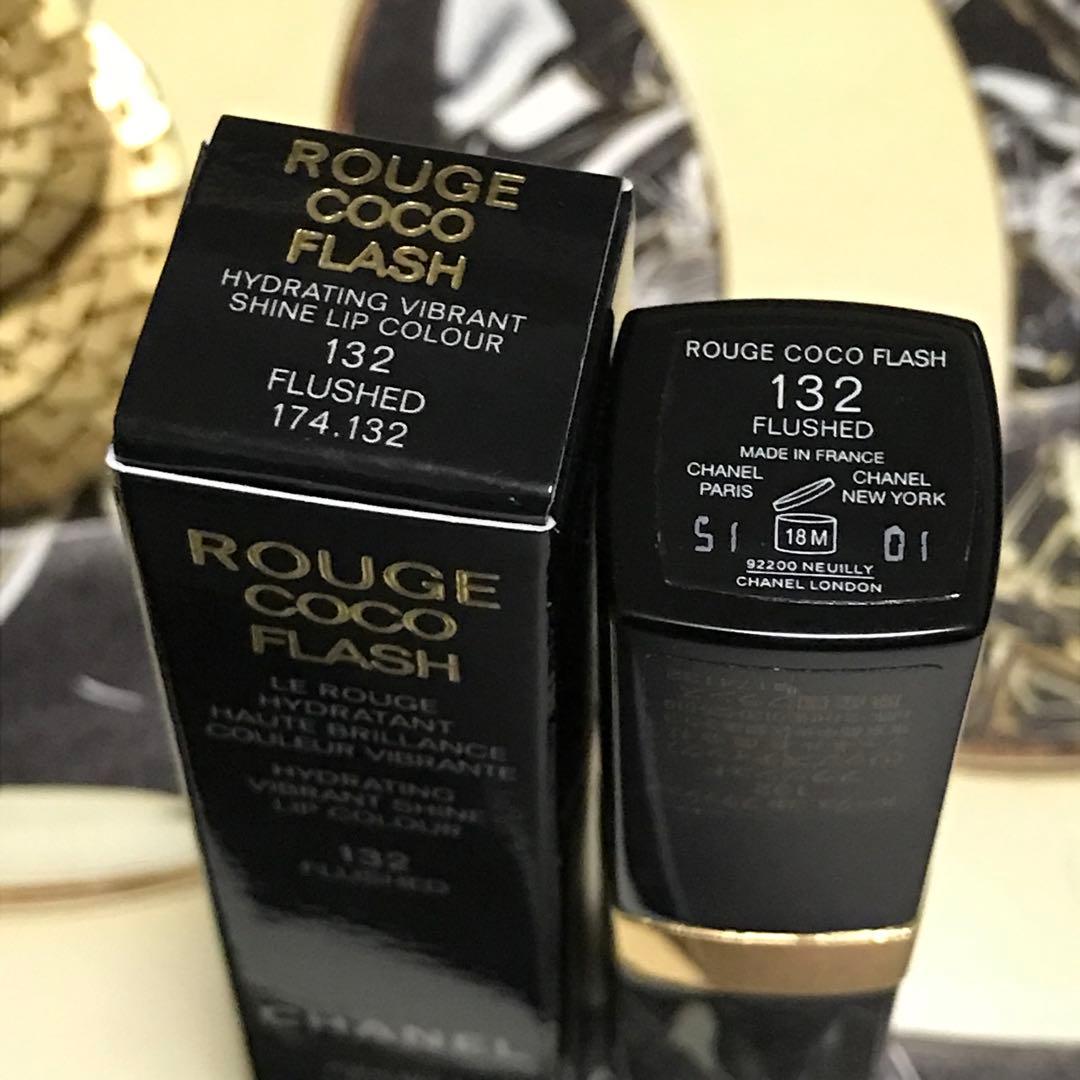 ROUGE
COCO
FLASH
HYDRATING VIBRANT
SHINE LIP COLOUR
132
FLUSHED
174.132
ROUGE
COCO
FLASH
LE ROUGE
HYDRATANT
HAUTE BRILLANCE
COULEUR VIBRANTE
HYDRATING
VIBRANT SHINE
LIP COLOUR
132
FLUSHED
CHANEL
ROUGE COCO FLASH
132
FLUSHED
MADE IN FRANCE
CHANEL
PARIS
CHANEL
NEW YORK
51
18 M
01
92200 NEUILLY
CHANEL LONDON